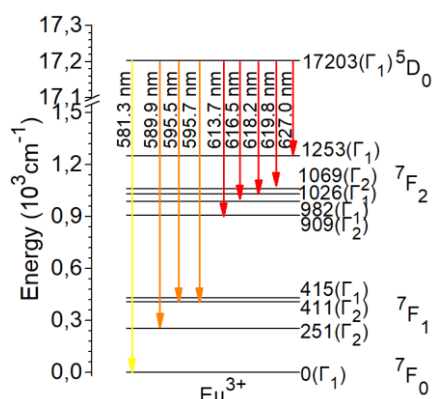 17,3
17,2
17,1
1,5
1,2
0,9
0,6
0,3
0,0
Energy (10³cm⁻¹)
581.3 nm
589.9 nm
595.5 nm
595.7 nm
613.7 nm
616.5 nm
618.2 nm
619.8 nm
627.0 nm
17203(Γ₁) ⁵D₀
1253(Γ₁)
1069(Γ₂) ⁷F₂
1026(Γ₁)
982(Γ₁)
909(Γ₂)
415(Γ₁)
411(Γ₂) ⁷F₁
251(Γ₂)
0(Γ₁) ⁷F₀
Eu³⁺